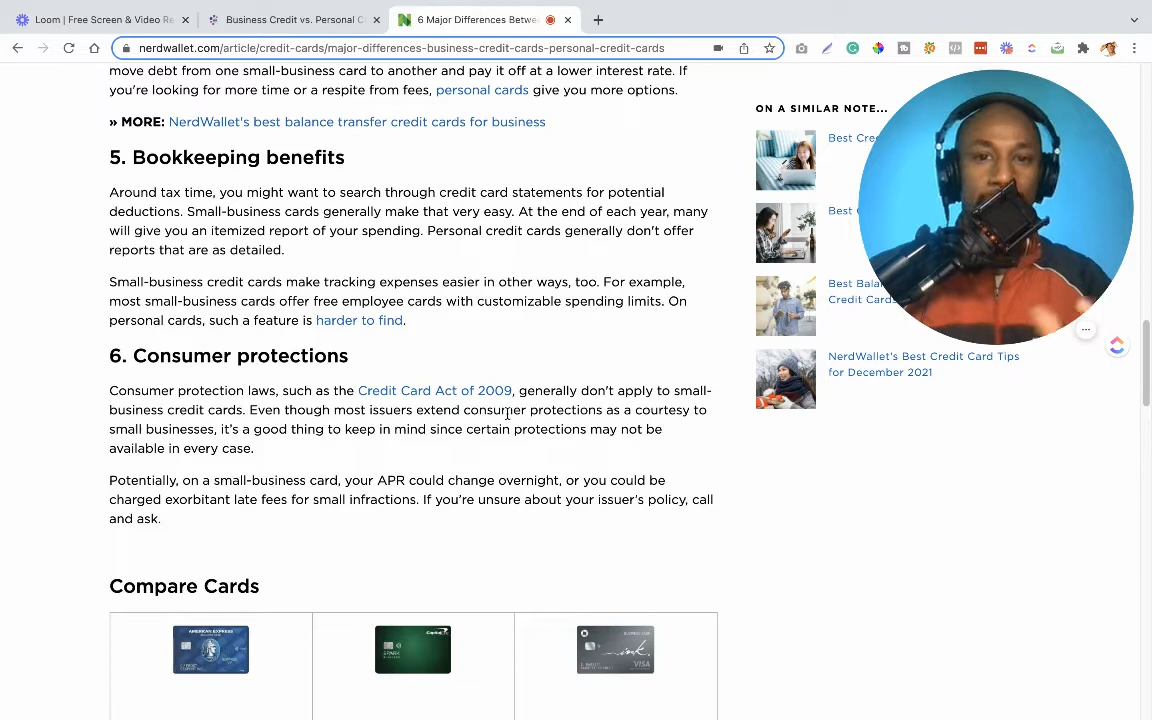 Loom | Free Screen & Video Re
Business Credit vs. Personal C
6 Major Differences Betwee
nerdwallet.com/article/credit-cards/major-differences-business-credit-cards-personal-credit-cards
move debt from one small-business card to another and pay it off at a lower interest rate. If
you're looking for more time or a respite from fees, personal cards give you more options.
» MORE: NerdWallet's best balance transfer credit cards for business
5. Bookkeeping benefits
Around tax time, you might want to search through credit card statements for potential
deductions. Small-business cards generally make that very easy. At the end of each year, many
will give you an itemized report of your spending. Personal credit cards generally don't offer
reports that are as detailed.
Small-business credit cards make tracking expenses easier in other ways, too. For example,
most small-business cards offer free employee cards with customizable spending limits. On
personal cards, such a feature is harder to find.
6. Consumer protections
Consumer protection laws, such as the Credit Card Act of 2009, generally don't apply to small-
business credit cards. Even though most issuers extend consumer protections as a courtesy to
small businesses, it's a good thing to keep in mind since certain protections may not be
available in every case.
Potentially, on a small-business card, your APR could change overnight, or you could be
charged exorbitant late fees for small infractions. If you're unsure about your issuer's policy, call
and ask.
Compare Cards
AMERICAN EXPRESS
Capital One
SPARK
BUSINESS CARD
ink.
VISA
ON A SIMILAR NOTE...
Best Cre
Best
Best Bala
Credit Cards
NerdWallet's Best Credit Card Tips
for December 2021